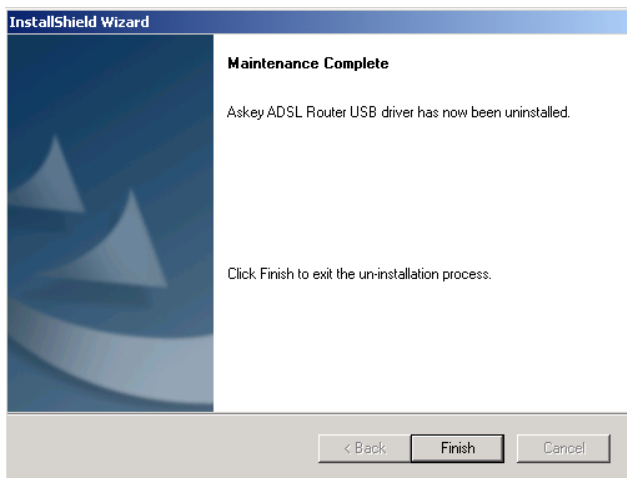 InstallShield Wizard
Maintenance Complete
Askey ADSL Router USB driver has now been uninstalled.
Click Finish to exit the un-installation process.
< Back Finish Cancel